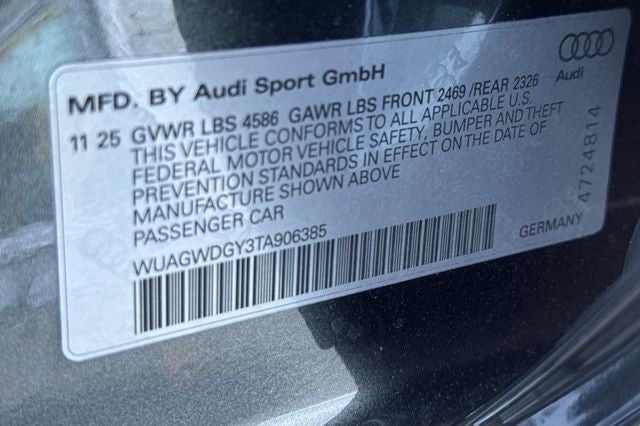 MFD. BY Audi Sport GmbH
Audi
11 25 GVWR LBS 4586 GAWR LBS FRONT 2469 /REAR 2326
THIS VEHICLE CONFORMS TO ALL APPLICABLE U.S.
FEDERAL MOTOR VEHICLE SAFETY, BUMPER AND THEFT
PREVENTION STANDARDS IN EFFECT ON THE DATE OF
MANUFACTURE SHOWN ABOVE
PASSENGER CAR
WUAGWDGY3TA906385
GERMANY
4724814